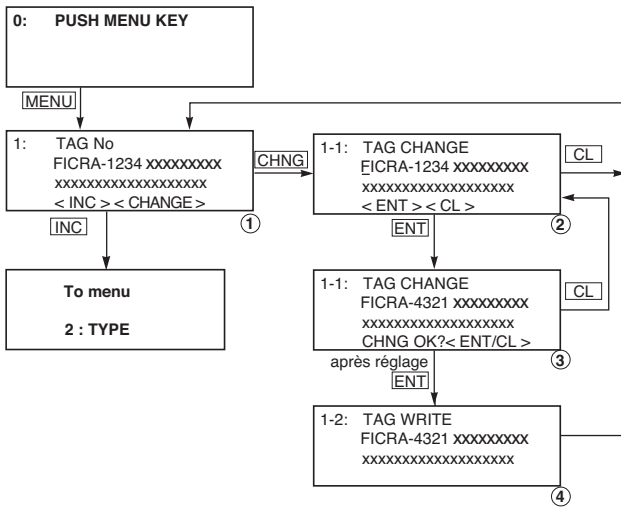 0: PUSH MENU KEY
MENU
1: TAG No
FICRA-1234 xxxxxxxxx
xxxxxxxxxxxxxxxxxxx
< INC > < CHANGE >
1
CHNG
INC
To menu
2 : TYPE
1-1: TAG CHANGE
FICRA-1234 xxxxxxxxx
xxxxxxxxxxxxxxxxxxx
< ENT > < CL >
2
CL
ENT
1-1: TAG CHANGE
FICRA-4321 xxxxxxxxx
xxxxxxxxxxxxxxxxxxx
CHNG OK?< ENT/CL >
3
CL
après réglage
ENT
1-2: TAG WRITE
FICRA-4321 xxxxxxxxx
xxxxxxxxxxxxxxxxxxx
4